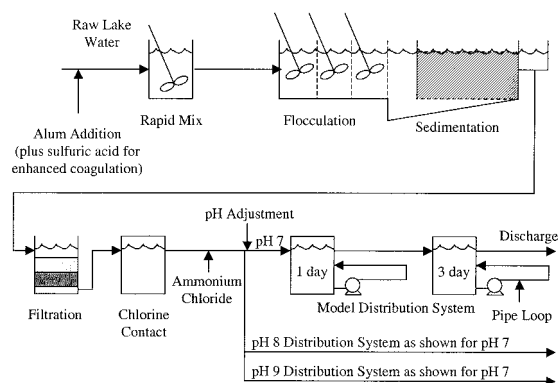 Raw Lake
Water
Alum Addition
(plus sulfuric acid for
enhanced coagulation)
Rapid Mix
Flocculation
Sedimentation
pH Adjustment
pH 7
Ammonium
Chloride
Filtration
Chlorine
Contact
1 day
3 day
Discharge
Model Distribution System
Pipe Loop
pH 8 Distribution System as shown for pH 7
pH 9 Distribution System as shown for pH 7